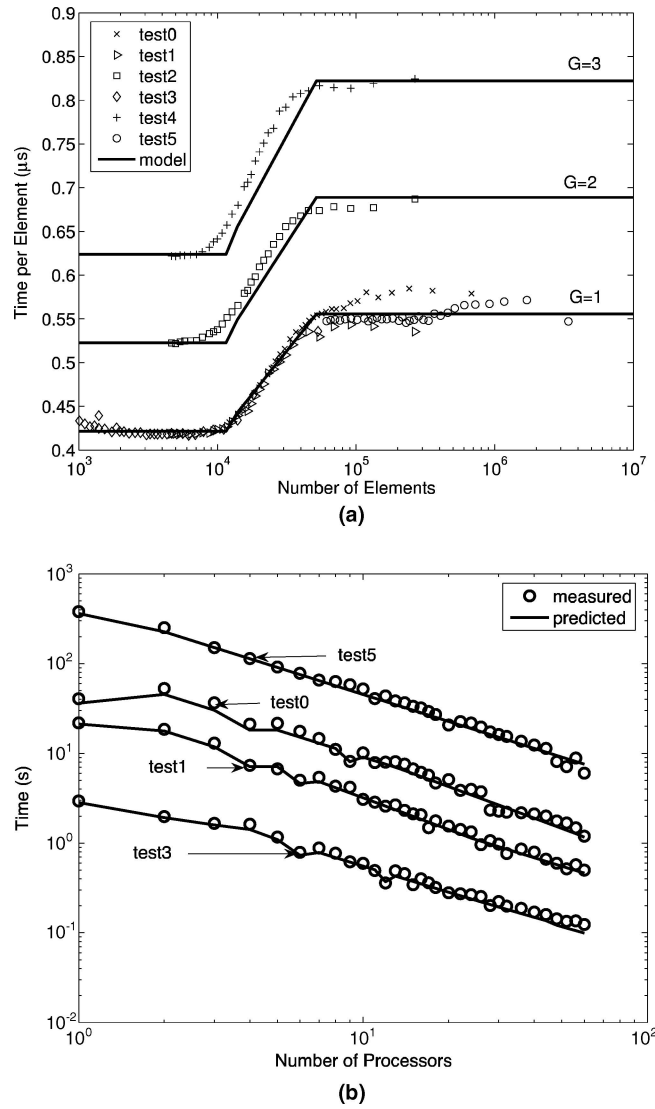 0.9
0.85
0.8
0.75
0.7
0.65
0.6
0.55
0.5
0.45
0.4
Time per Element (μs)
test0
test1
test2
test3
test4
test5
model
G=3
G=2
G=1
10^3
10^4
10^5
10^6
10^7
Number of Elements
(a)
10^3
10^2
10^1
10^0
10^-1
10^-2
Time (s)
measured
predicted
test5
test0
test1
test3
10^0
10^1
10^2
Number of Processors
(b)